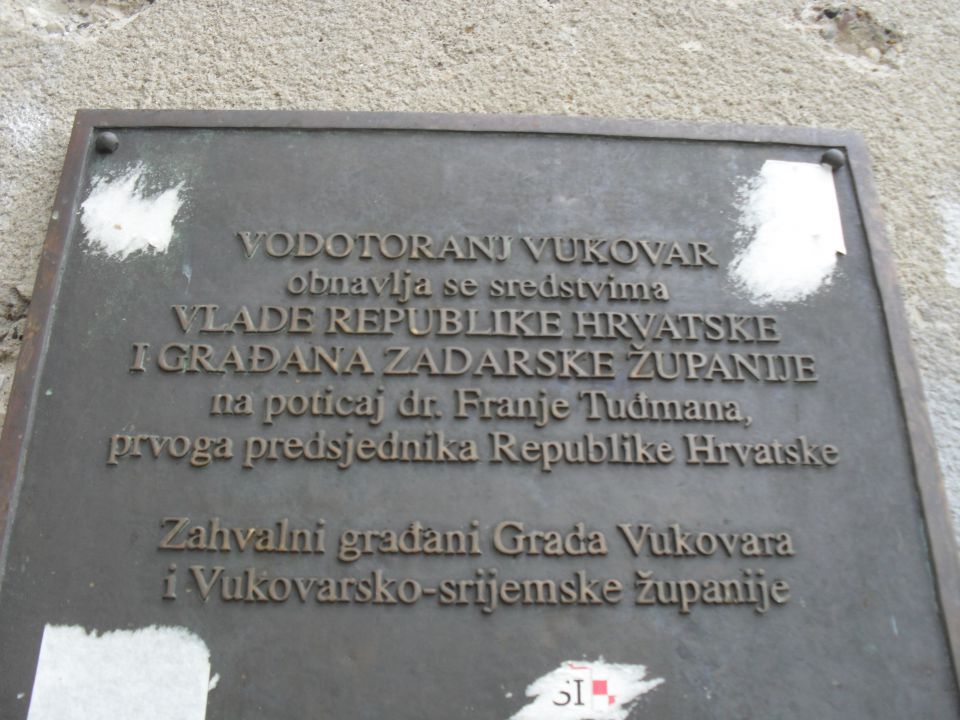 VODOTORANJ VUKOVAR
obnavlja se sredstvima
VLADE REPUBLIKE HRVATSKE
I GRAĐANA ZADARSKE ŽUPANIJE
na poticaj dr. Franje Tuđmana,
prvoga predsjednika Republike Hrvatske
Zahvalni građani Grada Vukovara
i Vukovarsko-srijemske županije
SI